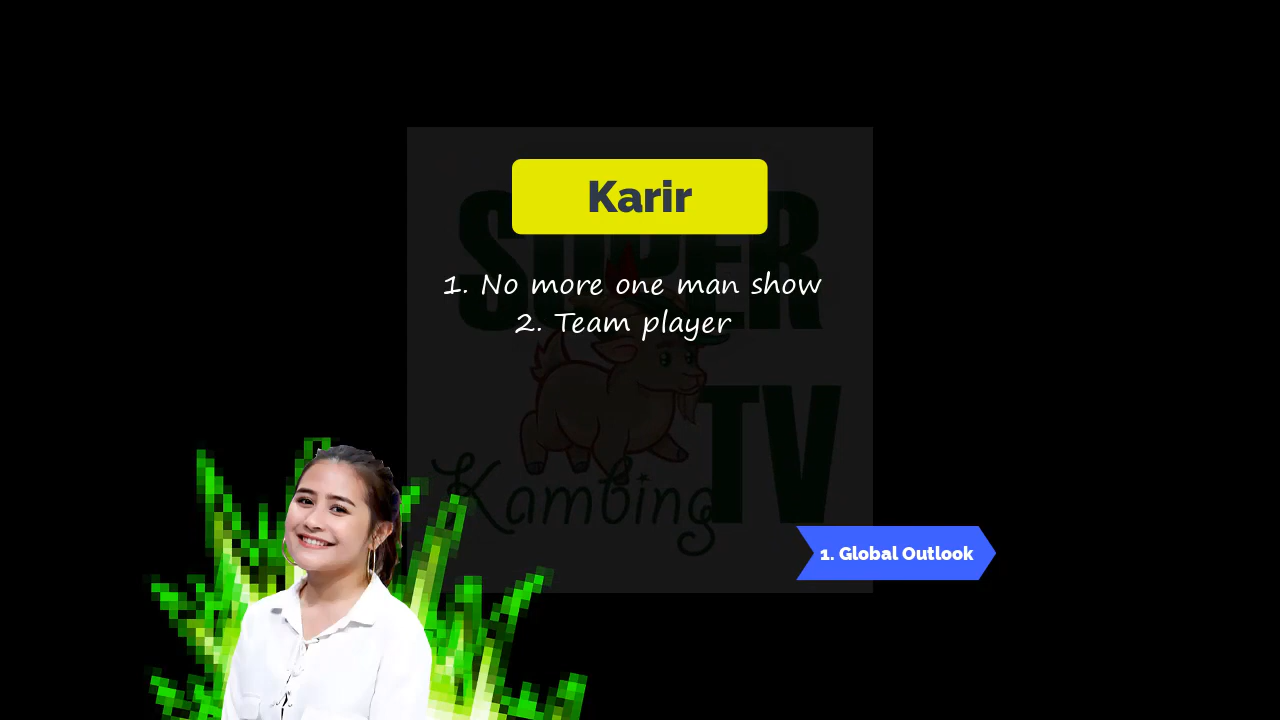 Karir
SUPER
1. No more one man show
2. Team player
TV
Kambing
1. Global Outlook